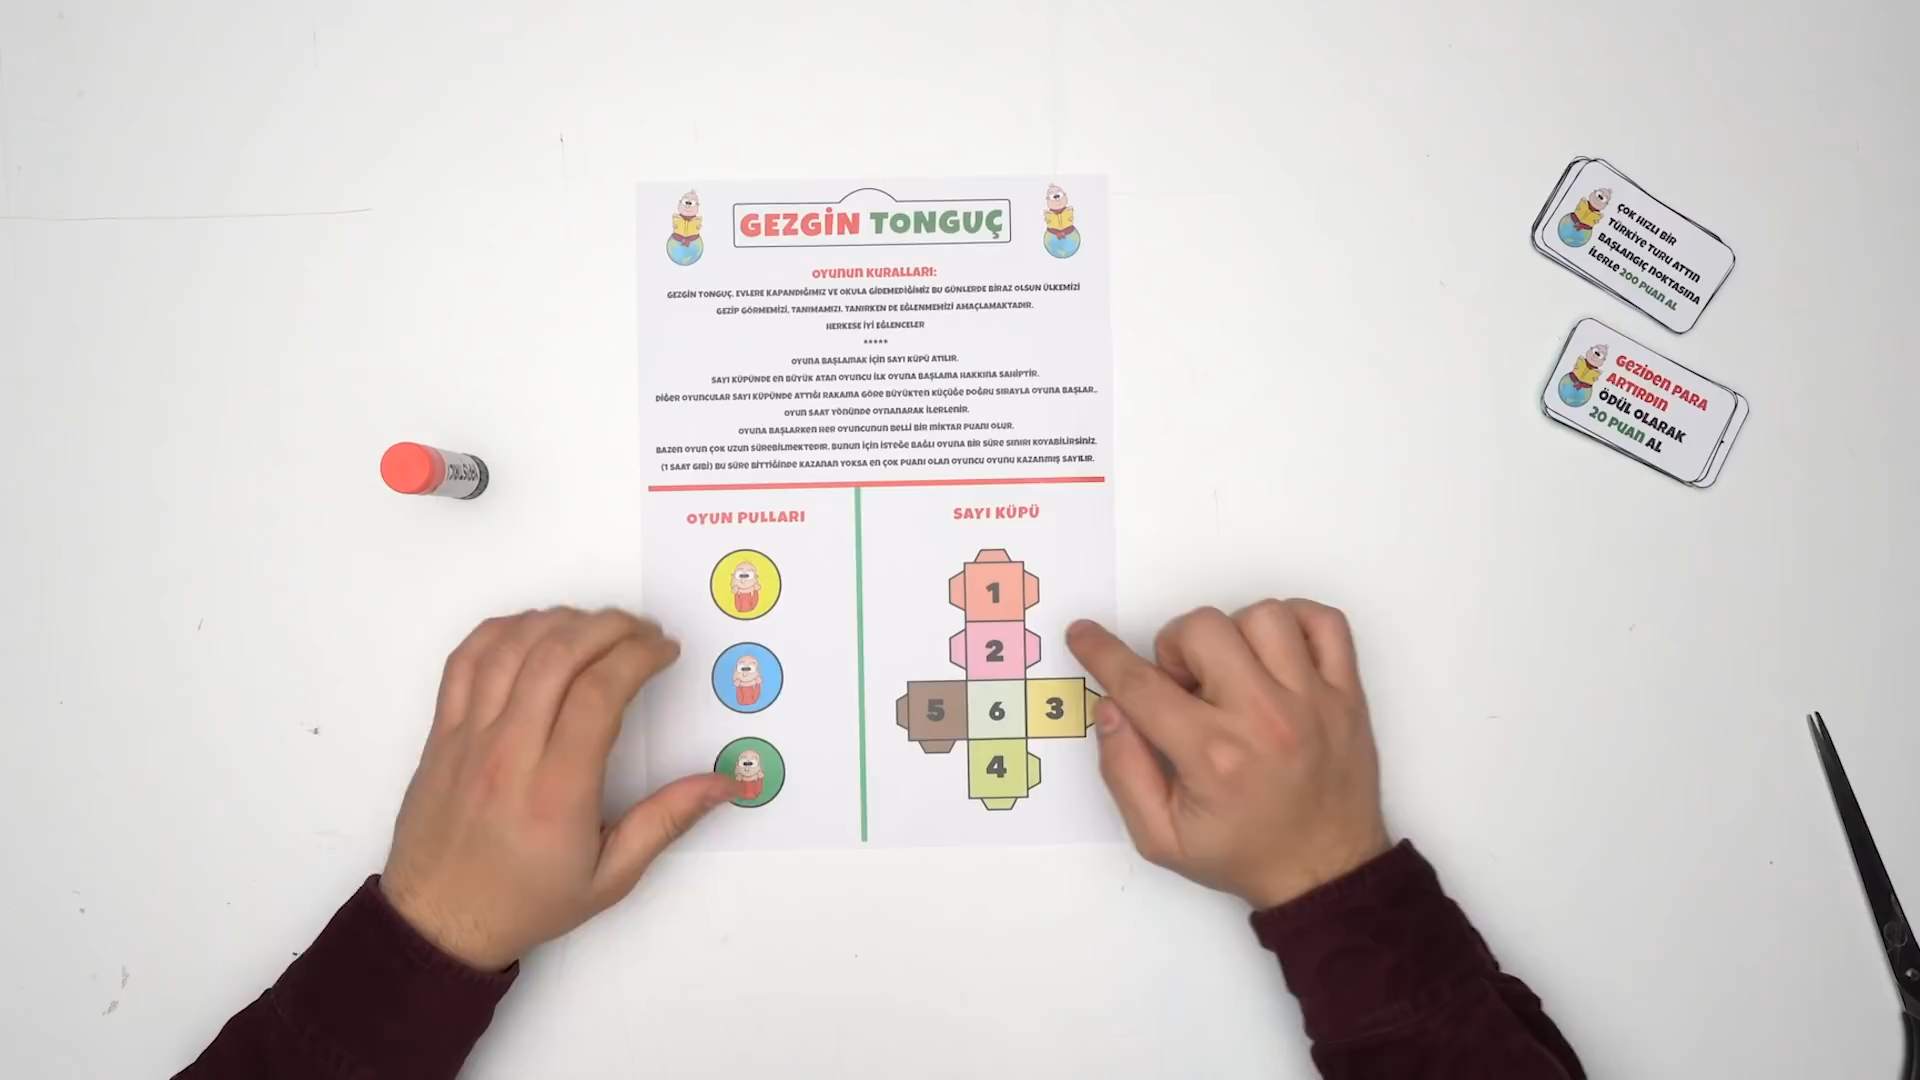 GEZGİN TONGUÇ
OYUNUN KURALLARI:
GEZGİN TONGUÇ, EVLERE KAPANDIĞIMIZ VE OKULA GİDEMEDİĞİMİZ BU GÜNLERDE BİRAZ OLSUN ÜLKEMİZİ
GEZİP GÖRMEMİZİ, TANIMAMIZI, TANIRKEN DE EĞLENMEMİZİ AMAÇLAMAKTADIR.
HERKESE İYİ EĞLENCELER
*****
OYUNA BAŞLAMAK İÇİN SAYI KÜPÜ ATILIR.
SAYI KÜPÜNDE EN BÜYÜK ATAN OYUNCU İLK OYUNA BAŞLAMA HAKKINA SAHİPTİR.
DİĞER OYUNCULAR SAYI KÜPÜNDE ATTIĞI RAKAMA GÖRE BÜYÜKTEN KÜÇÜĞE DOĞRU SIRAYLA OYUNA BAŞLAR..
OYUN SAAT YÖNÜNDE OYNANARAK İLERLENİR.
OYUNA BAŞLARKEN HER OYUNCUNUN BELLİ BİR MİKTAR PUANI OLUR.
BAZEN OYUN ÇOK UZUN SÜREBİLMEKTEDIR. BUNUN İÇİN İSTEĞE BAĞLI OYUNA BİR SÜRE SINIRI KOYABİLİRSİNİZ.
(1 SAAT GIBİ) BU SÜRE BİTTİĞİNDE KAZANAN YOKSA EN ÇOK PUANI OLAN OYUNCU OYUNU KAZANMIŞ SAYILIR.
OYUN PULLARI
SAYI KÜPÜ
1
2
5 6 3
4
ÇOK HIZLI BİR
TÜRKİYE TURU ATTIN
BAŞLANGIÇ NOKTASINA
İLERLE 200 PUAN AL
GEZİDEN PARA
ARTIRDIN
ÖDÜL OLARAK
20 PUAN AL